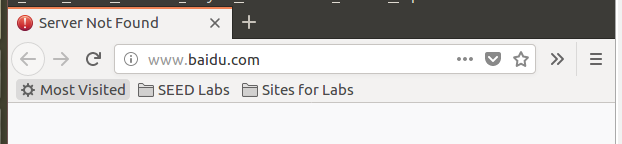 Server Not Found
www.baidu.com
Most Visited SEED Labs Sites for Labs